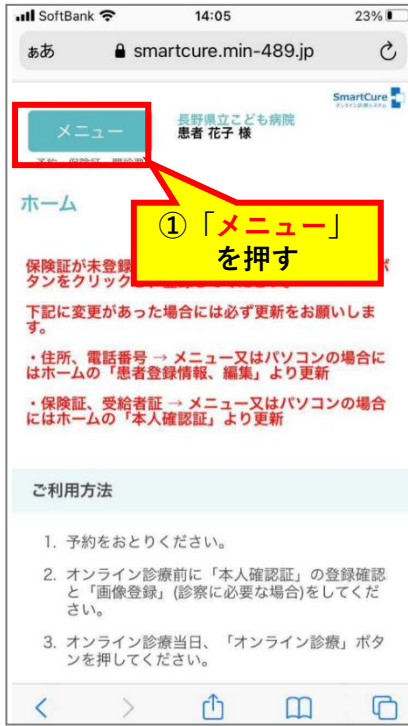 SoftBank 14:05 23%
ぁあ smartcure.min-489.jp
SmartCure
メニュー
長野県立こども病院
患者 花子 様
ホーム
①「メニュー」
を押す
保険証が未登録
タンをクリック
下記に変更があった場合には必ず更新をお願いしま
す。
・住所、電話番号 → メニュー又はパソコンの場合に
はホームの「患者登録情報、編集」より更新
・保険証、受給者証 → メニュー又はパソコンの場合
にはホームの「本人確認証」より更新
ご利用方法
1. 予約をおとりください。
2. オンライン診療前に「本人確認証」の登録確認
と「画像登録」(診察に必要な場合)をしてくだ
さい。
3. オンライン診療当日、「オンライン診療」ボタ
ンを押してください。